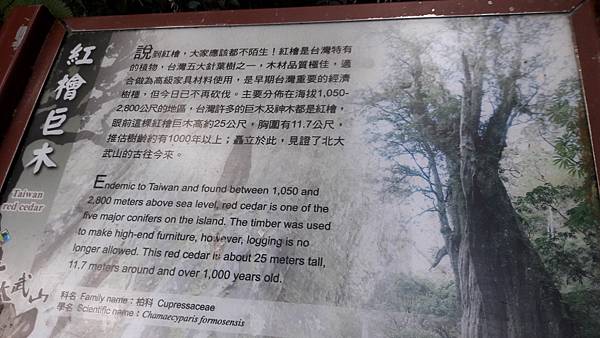 紅檜巨木
Taiwan
red cedar
說到紅檜，大家應該都不陌生！紅檜是台灣特有
的植物，台灣五大針葉樹之一，木材品質極佳，適
合做為高級家具材料使用，是早期台灣重要的經濟
樹種，但今日已不再砍伐。主要分佈在海拔1,050-
2,800公尺的地區，台灣許多的巨木及神木都是紅檜，
眼前這棵紅檜巨木高約25公尺，胸圍有11.7公尺，
推估樹齡約有1000年以上；矗立於此，見證了北大
武山的古往今來。
Endemic to Taiwan and found between 1,050 and
2,800 meters above sea level, red cedar is one of the
five major conifers on the island. The timber was used
to make high-end furniture, however, logging is no
longer allowed. This red cedar is about 25 meters tall,
11.7 meters around and over 1,000 years old.
科名 Family name：柏科 Cupressaceae
學名 Scientific name：Chamaecyparis formosensis
大武山